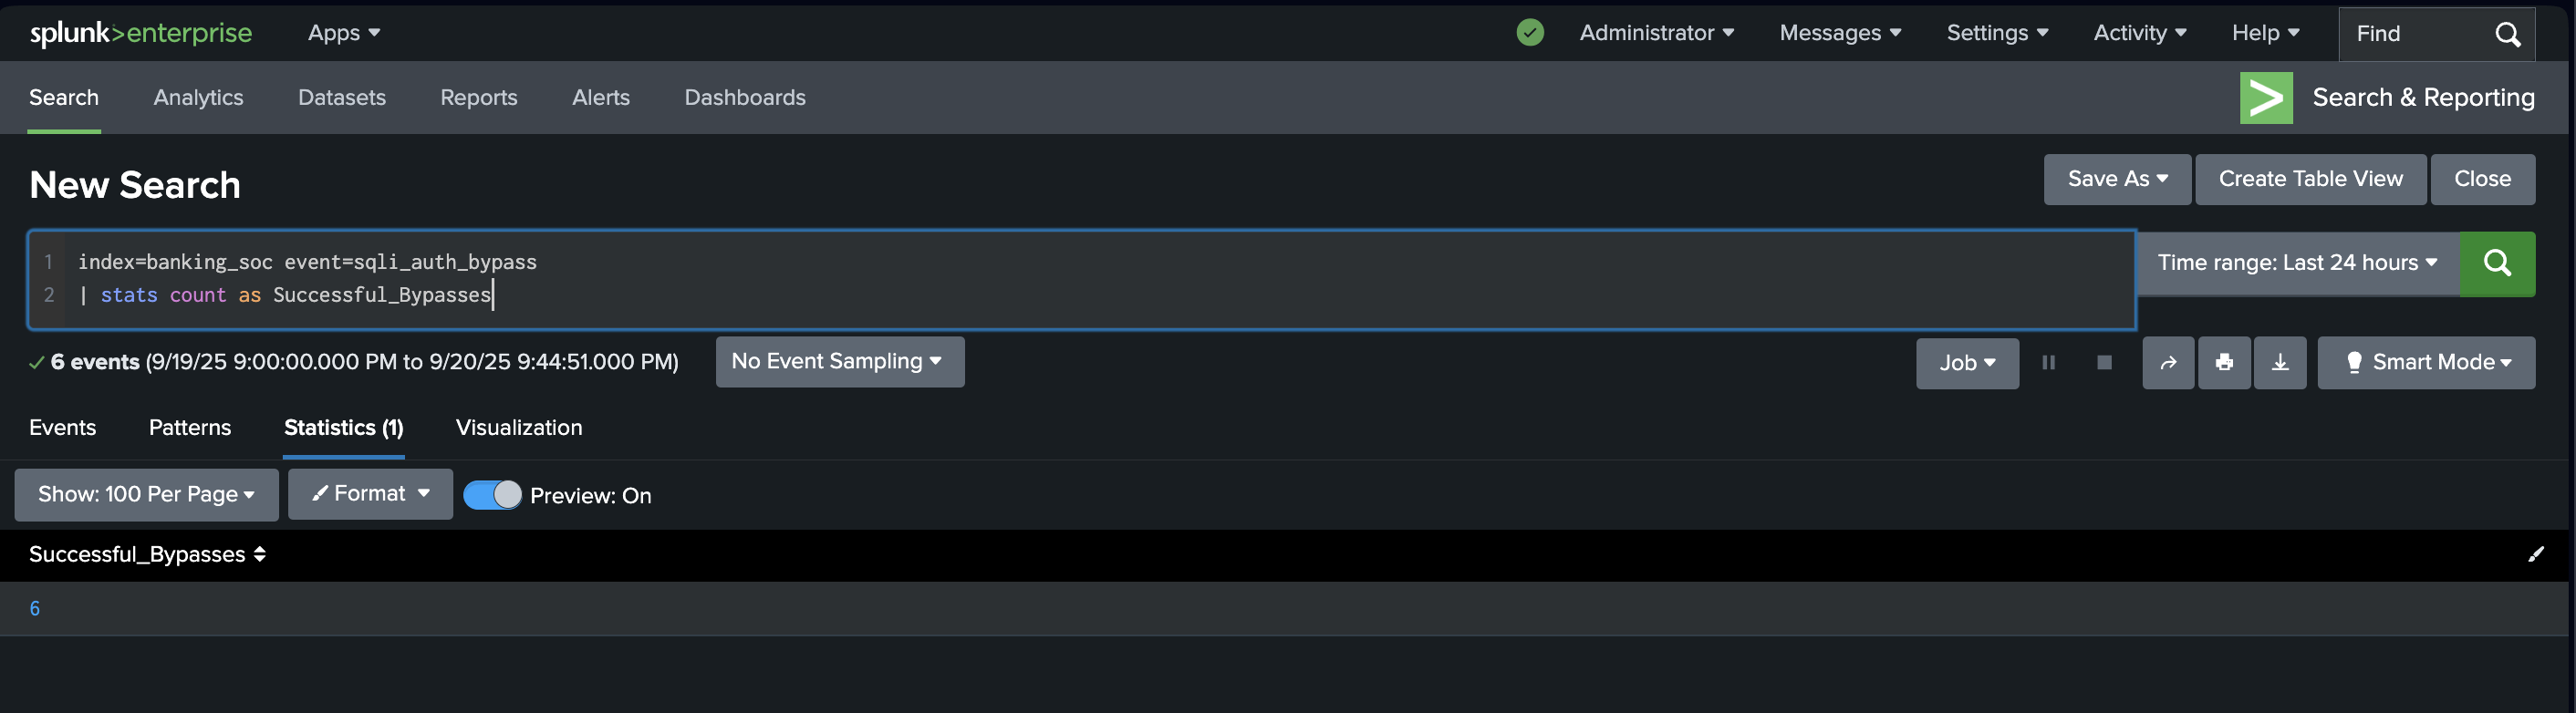 splunk>enterprise Apps Administrator Messages Settings Activity Help Find
Search Analytics Datasets Reports Alerts Dashboards Search & Reporting
New Search Save As Create Table View Close
1 index=banking_soc event=sqli_auth_bypass
2 | stats count as Successful_Bypasses
Time range: Last 24 hours
6 events (9/19/25 9:00:00.000 PM to 9/20/25 9:44:51.000 PM) No Event Sampling Job Smart Mode
Events Patterns Statistics (1) Visualization
Show: 100 Per Page Format Preview: On
Successful_Bypasses
6